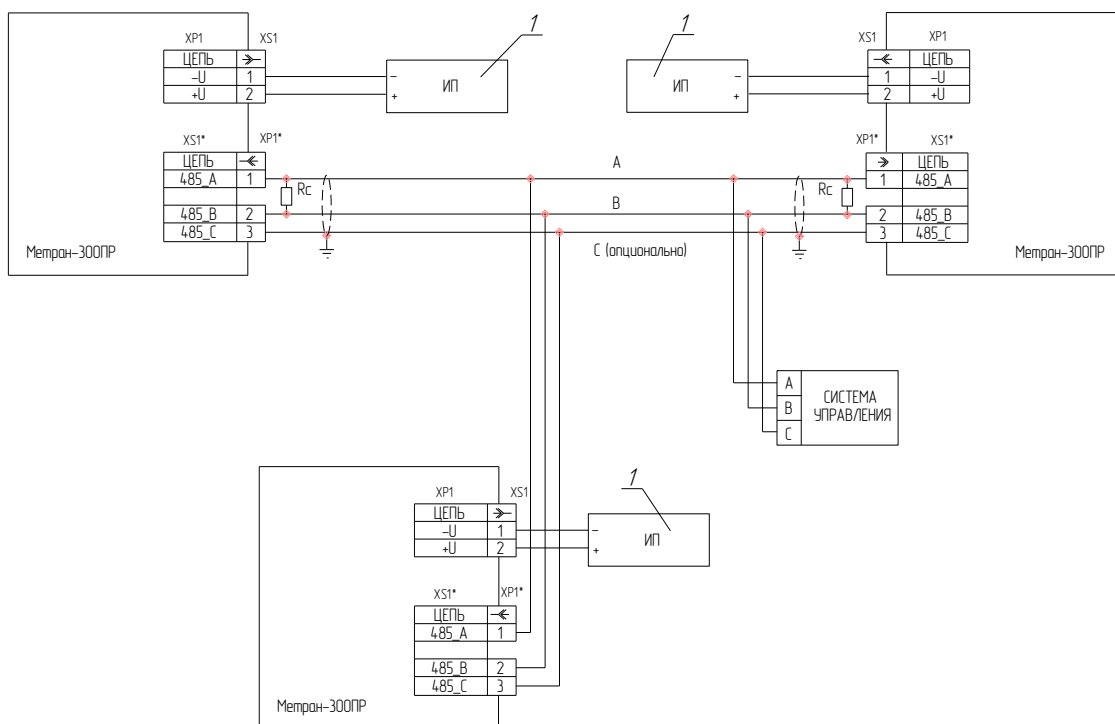 1 1
XP1 XS1
ЦЕПЬ
-U 1
+U 2
- ИП
+
XS1 XP1
ЦЕПЬ
1 -U
2 +U
ИП -
+
XS1* XP1*
ЦЕПЬ
485_A 1
485_B 2
485_C 3
Rc
A
B
C (опционально)
Rc
XP1* XS1*
ЦЕПЬ
1 485_A
2 485_B
3 485_C
Метран-300ПР
Метран-300ПР
A
B
C
СИСТЕМА
УПРАВЛЕНИЯ
1
XP1 XS1
ЦЕПЬ
-U 1
+U 2
- ИП
+
XS1* XP1*
ЦЕПЬ
485_A 1
485_B 2
485_C 3
Метран-300ПР